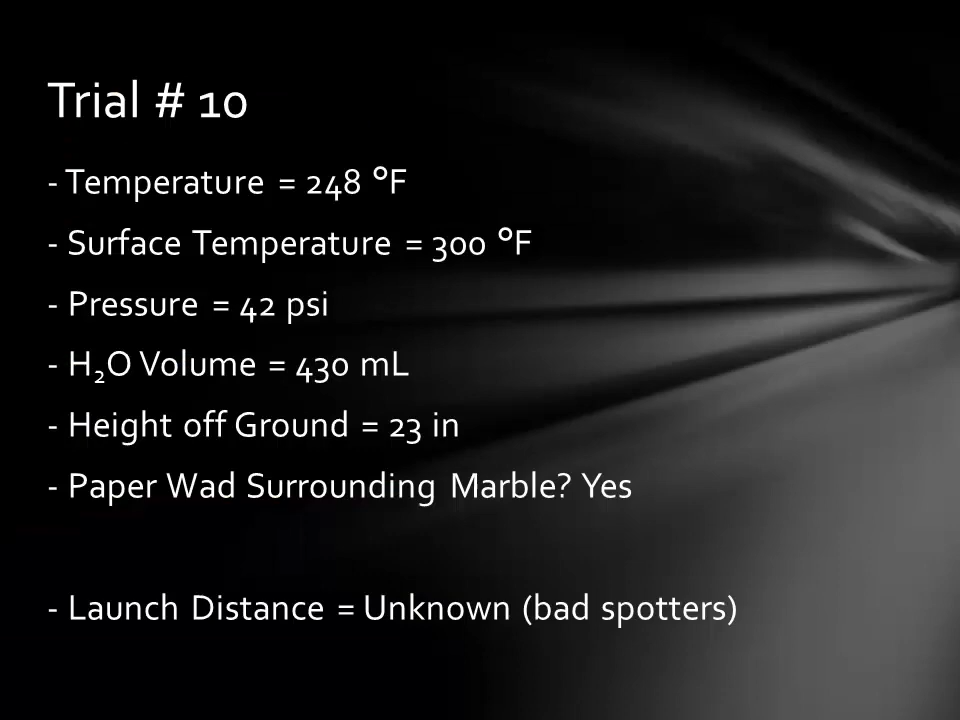 Trial # 10
- Temperature = 248 °F
- Surface Temperature = 300 °F
- Pressure = 42 psi
- H₂O Volume = 430 mL
- Height off Ground = 23 in
- Paper Wad Surrounding Marble? Yes
- Launch Distance = Unknown (bad spotters)